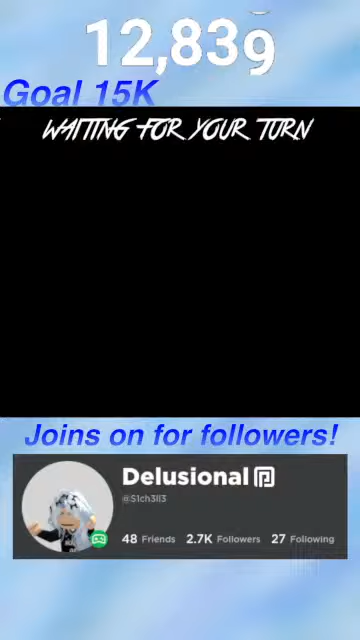 12,839
Goal 15K
WAITING FOR YOUR TURN
Joins on for followers!
Delusional
@S1ch3ll3
48 Friends 2.7K Followers 27 Following